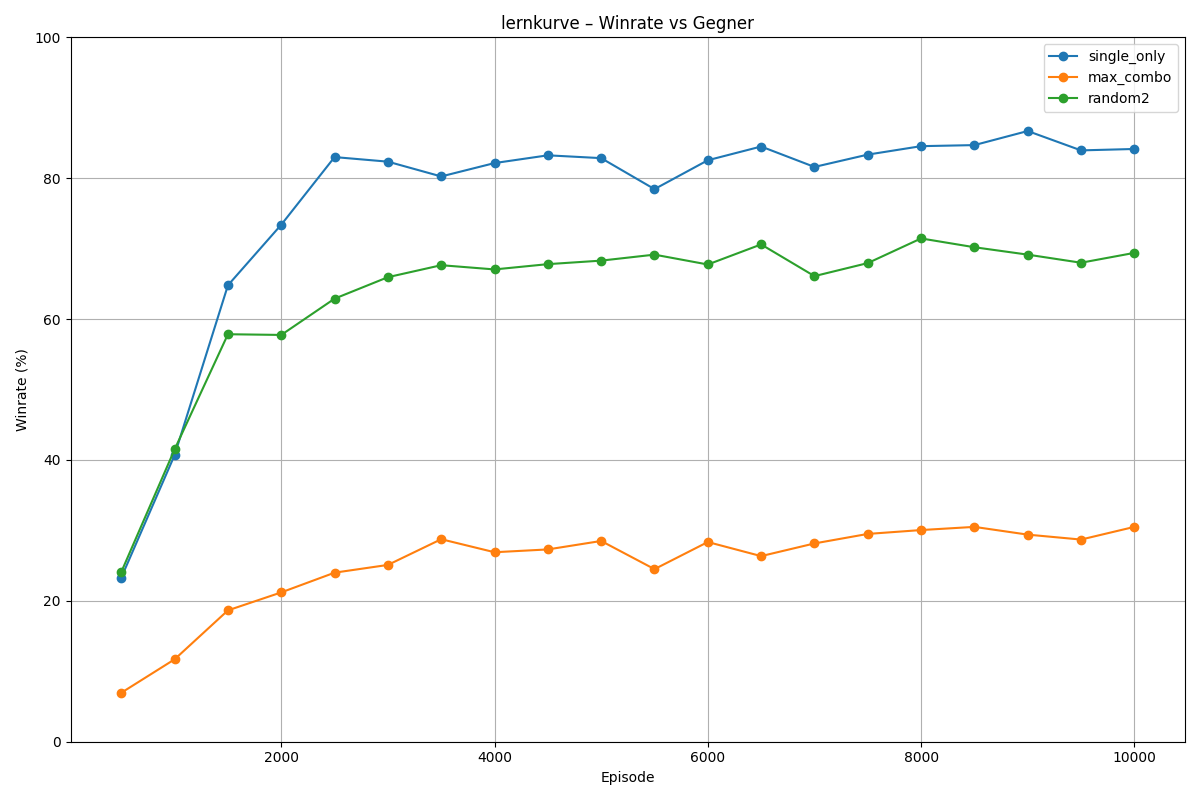 lernkurve – Winrate vs Gegner
single_only
max_combo
random2
Winrate (%)
100
80
60
40
20
0
2000 4000 6000 8000 10000
Episode